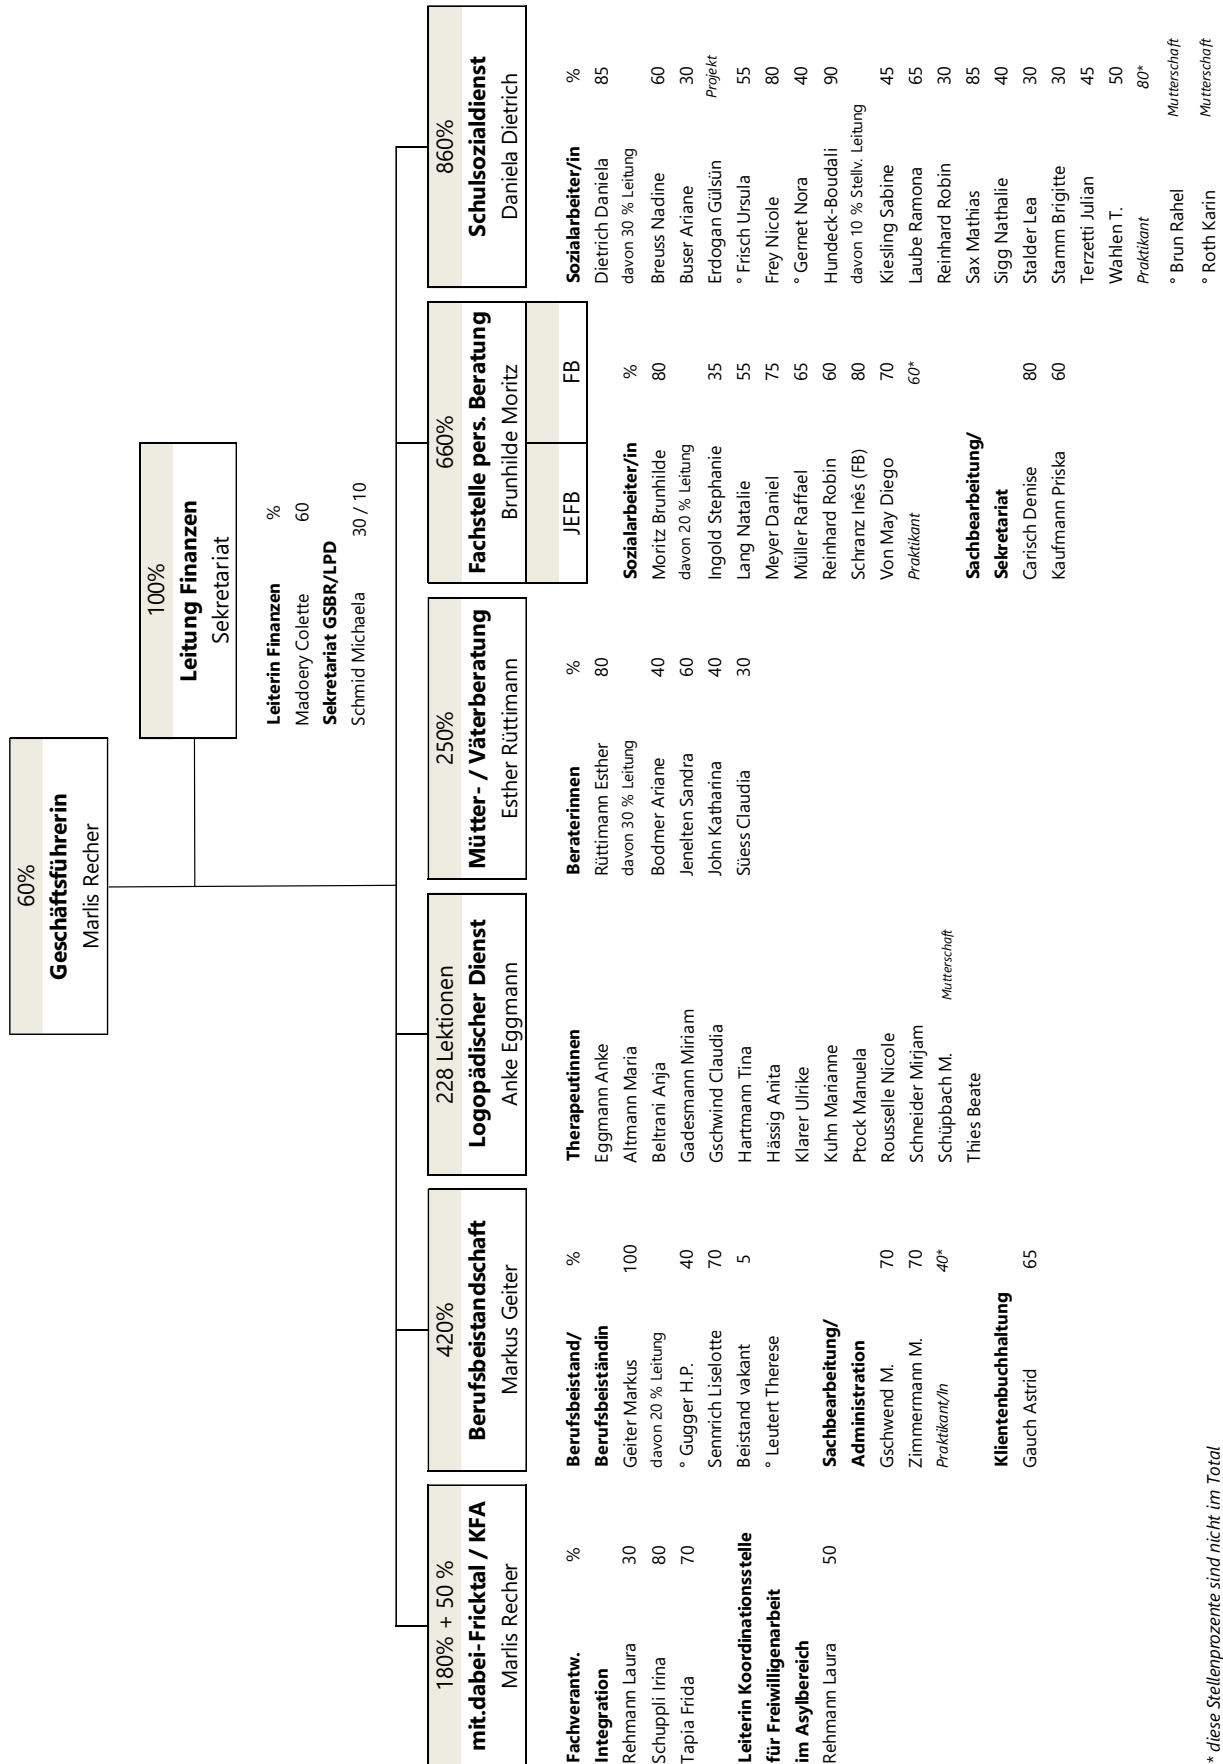 60%
Geschäftsführerin
Marlis Recher
100%
Leitung Finanzen
Sekretariat
Leiterin Finanzen %
Madoery Colette 60
Sekretariat GSBR/LPD
Schmid Michaela 30 / 10
180% + 50 %
mit.dabei-Fricktal / KFA
Marlis Recher
Fachverantw. %
Integration
Rehmann Laura 30
Schuppli Irina 80
Tapia Frida 70
Leiterin Koordinationsstelle
für Freiwilligenarbeit
im Asylbereich
Rehmann Laura 50
420%
Berufsbeistandschaft
Markus Geiter
Berufsbeistand/ %
Berufsbeiständin
Geiter Markus 100
davon 20 % Leitung
° Gugger H.P. 40
Sennrich Liselotte 70
Beistand vakant 5
° Leutert Therese
Sachbearbeitung/
Administration
Gschwend M. 70
Zimmermann M. 70
Praktikant/In 40*
Klientenbuchhaltung
Gauch Astrid 65
228 Lektionen
Logopädischer Dienst
Anke Eggmann
Therapeutinnen
Eggmann Anke
Altmann Maria
Beltrani Anja
Gadesmann Miriam
Gschwind Claudia
Hartmann Tina
Hässig Anita
Klarer Ulrike
Kuhn Marianne
Ptock Manuela
Rousselle Nicole
Schneider Mirjam
Schüpbach M. Mutterschaft
Thies Beate
250%
Mütter- / Väterberatung
Esther Rüttimann
Beraterinnen %
Rüttimann Esther 80
davon 30 % Leitung
Bodmer Ariane 40
Jenelten Sandra 60
John Katharina 40
Süess Claudia 30
660%
Fachstelle pers. Beratung
Brunhilde Moritz
JEFB FB
Sozialarbeiter/in %
Moritz Brunhilde 80
davon 20 % Leitung
Ingold Stephanie 35
Lang Natalie 55
Meyer Daniel 75
Müller Raffael 65
Reinhard Robin 60
Schranz Inês (FB) 80
Von May Diego 70
Praktikant 60*
Sachbearbeitung/
Sekretariat
Carisch Denise 80
Kaufmann Priska 60
860%
Schulsozialdienst
Daniela Dietrich
Sozialarbeiter/in %
Dietrich Daniela 85
davon 30 % Leitung
Breuss Nadine 60
Buser Ariane 30
Erdogan Gülsün Projekt
° Frisch Ursula 55
Frey Nicole 80
° Gernet Nora 40
Hundeck-Boudali 90
davon 10 % Stellv. Leitung
Kiesling Sabine 45
Laube Ramona 65
Reinhard Robin 30
Sax Mathias 85
Sigg Nathalie 40
Stalder Lea 30
Stamm Brigitte 30
Terzetti Julian 45
Wahlen T. 50
Praktikant 80*
° Brun Rahel Mutterschaft
° Roth Karin Mutterschaft
* diese Stellenprozente sind nicht im Total